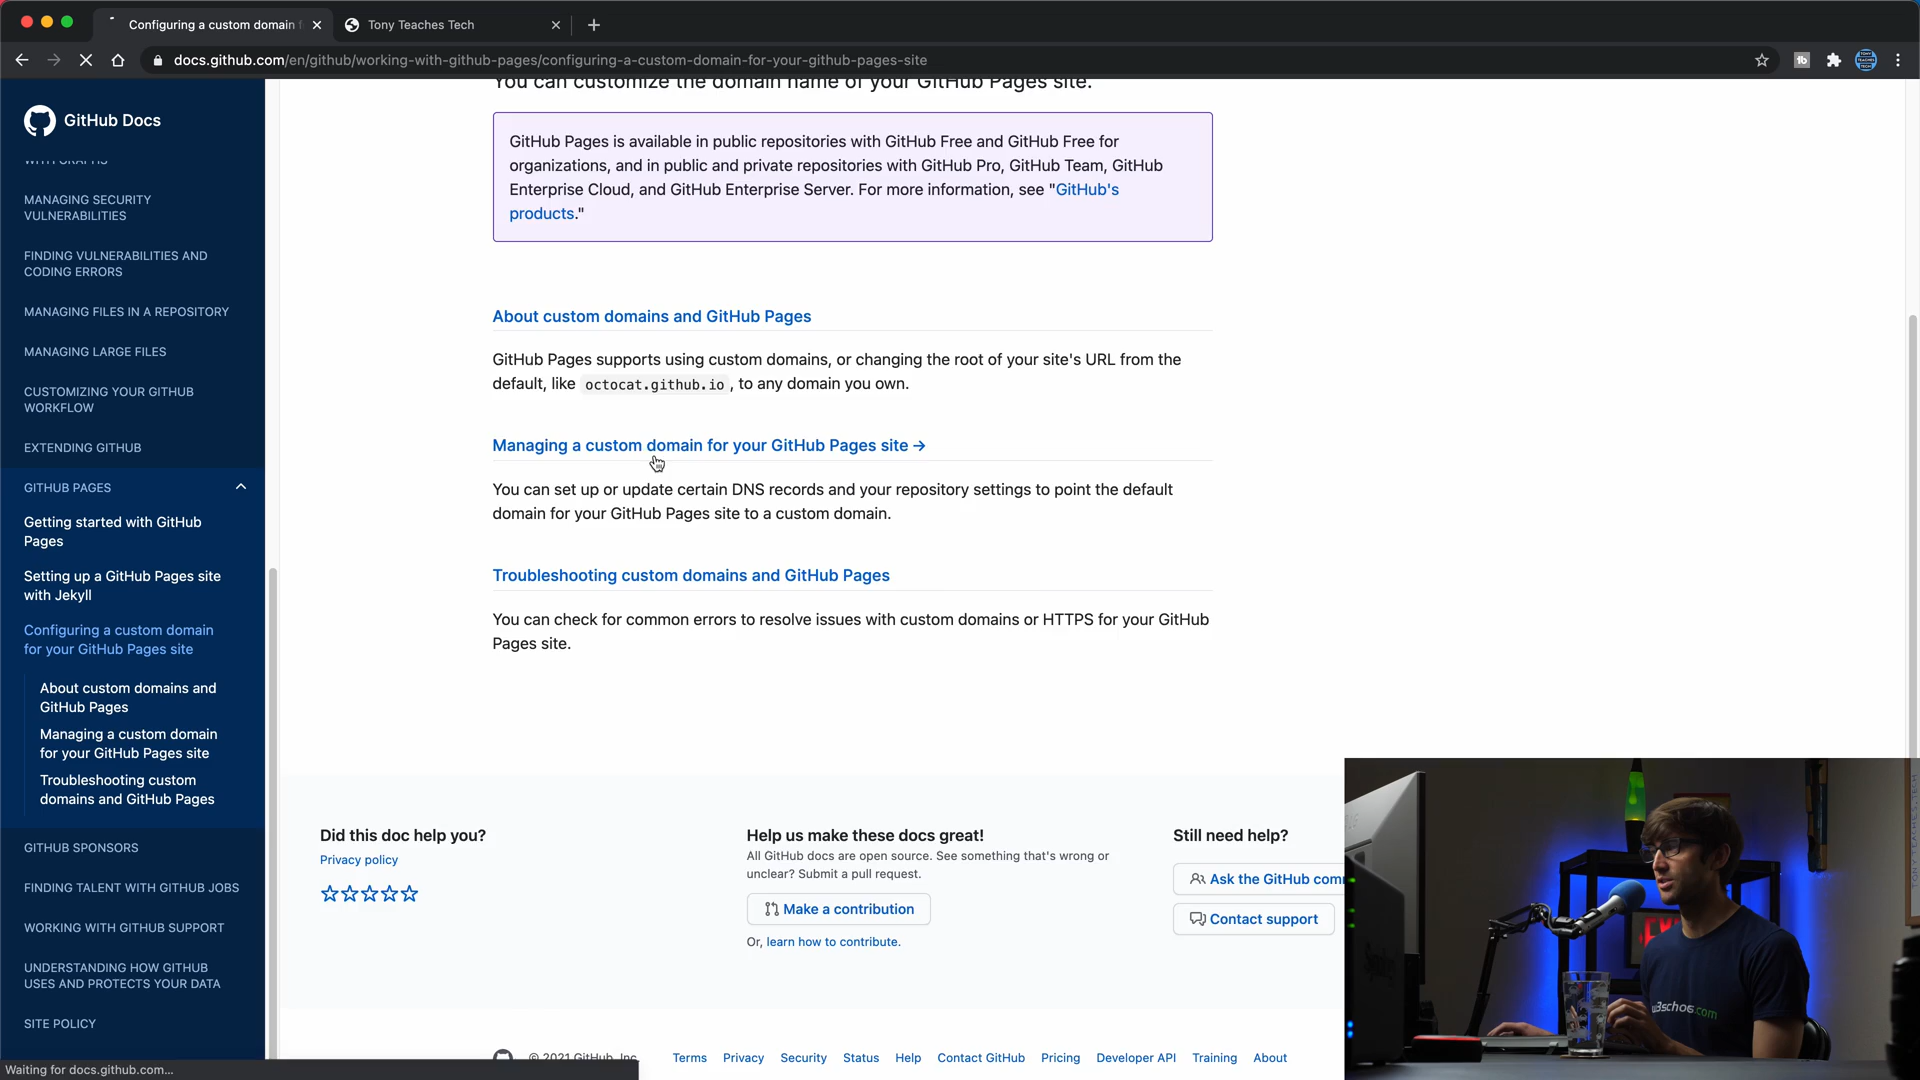 Configuring a custom domain
Tony Teaches Tech
docs.github.com/en/github/working-with-github-pages/configuring-a-custom-domain-for-your-github-pages-site
GitHub Docs
WITH GRAPHS
MANAGING SECURITY
VULNERABILITIES
FINDING VULNERABILITIES AND
CODING ERRORS
MANAGING FILES IN A REPOSITORY
MANAGING LARGE FILES
CUSTOMIZING YOUR GITHUB
WORKFLOW
EXTENDING GITHUB
GITHUB PAGES
Getting started with GitHub
Pages
Setting up a GitHub Pages site
with Jekyll
Configuring a custom domain
for your GitHub Pages site
About custom domains and
GitHub Pages
Managing a custom domain
for your GitHub Pages site
Troubleshooting custom
domains and GitHub Pages
GITHUB SPONSORS
FINDING TALENT WITH GITHUB JOBS
WORKING WITH GITHUB SUPPORT
UNDERSTANDING HOW GITHUB
USES AND PROTECTS YOUR DATA
SITE POLICY
Waiting for docs.github.com...
You can customize the domain name of your GitHub Pages site.
GitHub Pages is available in public repositories with GitHub Free and GitHub Free for
organizations, and in public and private repositories with GitHub Pro, GitHub Team, GitHub
Enterprise Cloud, and GitHub Enterprise Server. For more information, see "GitHub's
products."
About custom domains and GitHub Pages
GitHub Pages supports using custom domains, or changing the root of your site's URL from the
default, like octocat.github.io, to any domain you own.
Managing a custom domain for your GitHub Pages site →
You can set up or update certain DNS records and your repository settings to point the default
domain for your GitHub Pages site to a custom domain.
Troubleshooting custom domains and GitHub Pages
You can check for common errors to resolve issues with custom domains or HTTPS for your GitHub
Pages site.
Did this doc help you?
Privacy policy
Help us make these docs great!
All GitHub docs are open source. See something that's wrong or
unclear? Submit a pull request.
Make a contribution
Or, learn how to contribute.
Still need help?
Ask the GitHub com
Contact support
© 2021 GitHub, Inc.
Terms Privacy Security Status Help Contact GitHub Pricing Developer API Training About